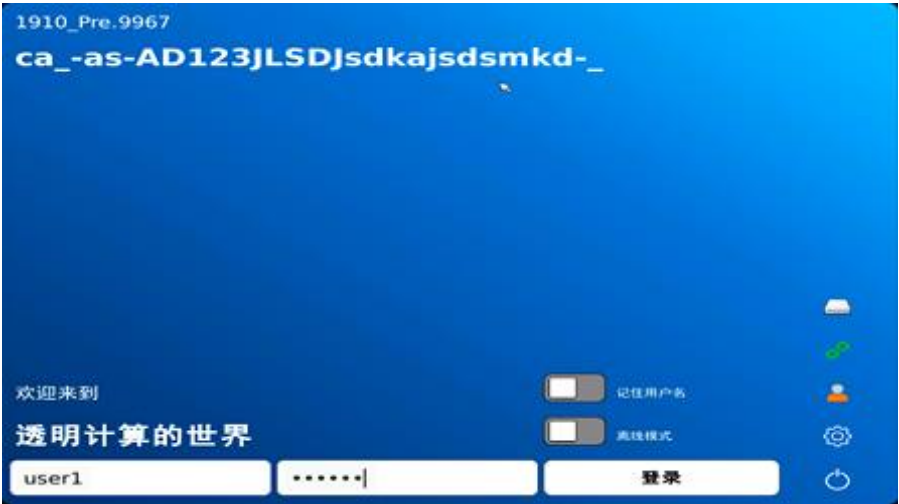 1910_Pre.9967
ca_-as-AD123JLSDJsdkajsdsmkd-_
欢迎来到
记住用户名
透明计算的世界
离线模式
user1
••••••
登录